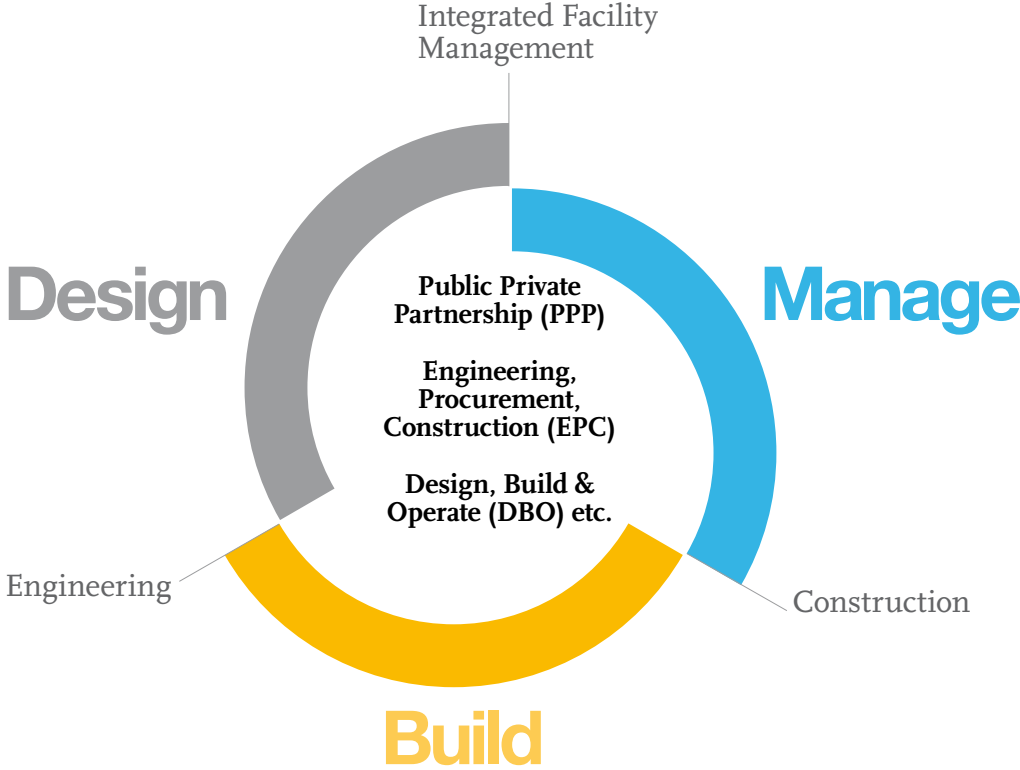 Integrated Facility
Management
Design
Manage
Public Private
Partnership (PPP)
Engineering,
Procurement,
Construction (EPC)
Design, Build &
Operate (DBO) etc.
Engineering
Construction
Build